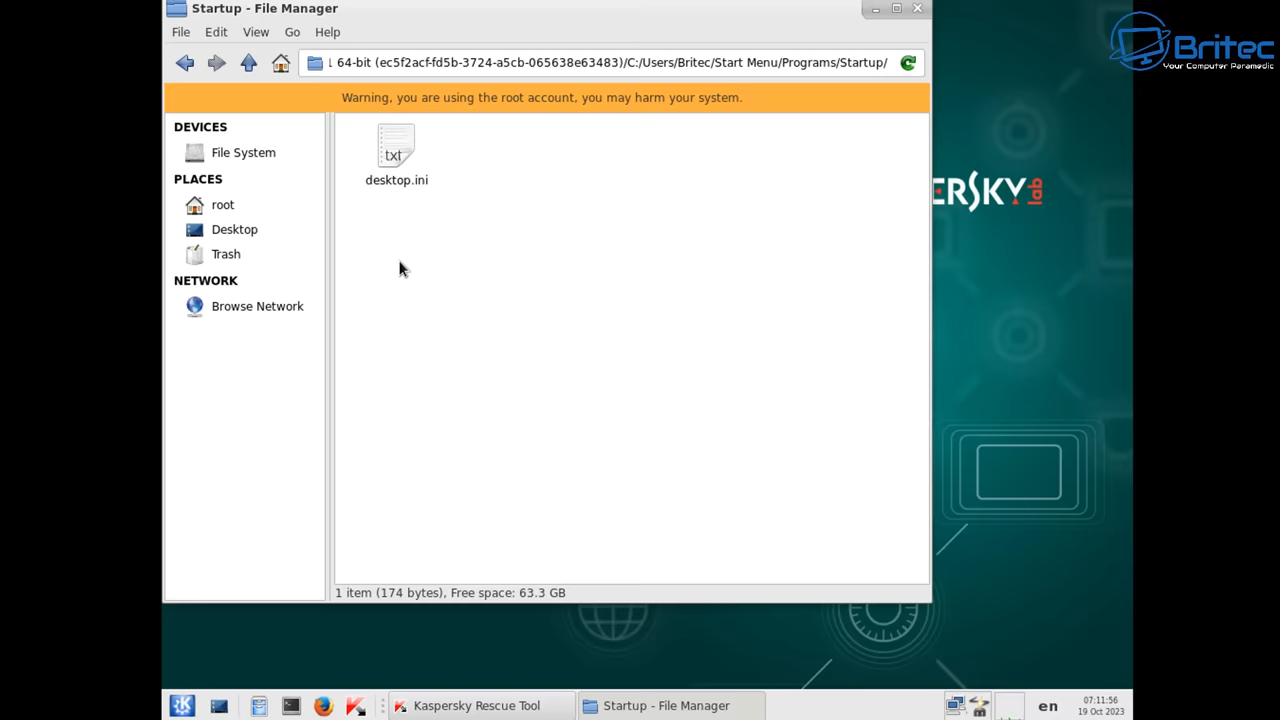 Startup - File Manager
File Edit View Go Help
64-bit (ec5f2acf-fd5b-3724-a5cb-065636e63483)/C:/Users/Britec/Start Menu/Programs/Startup/
Warning, you are using the root account, you may harm your system.
DEVICES
File System
PLACES
root
Desktop
Trash
NETWORK
Browse Network
txt
desktop.ini
1 item (174 bytes), Free space: 63.3 GB
ERSKY lab
Britec
Your Computer Paramedic
Kaspersky Rescue Tool
Startup - File Manager
en
07:11:56
19 Oct 2023